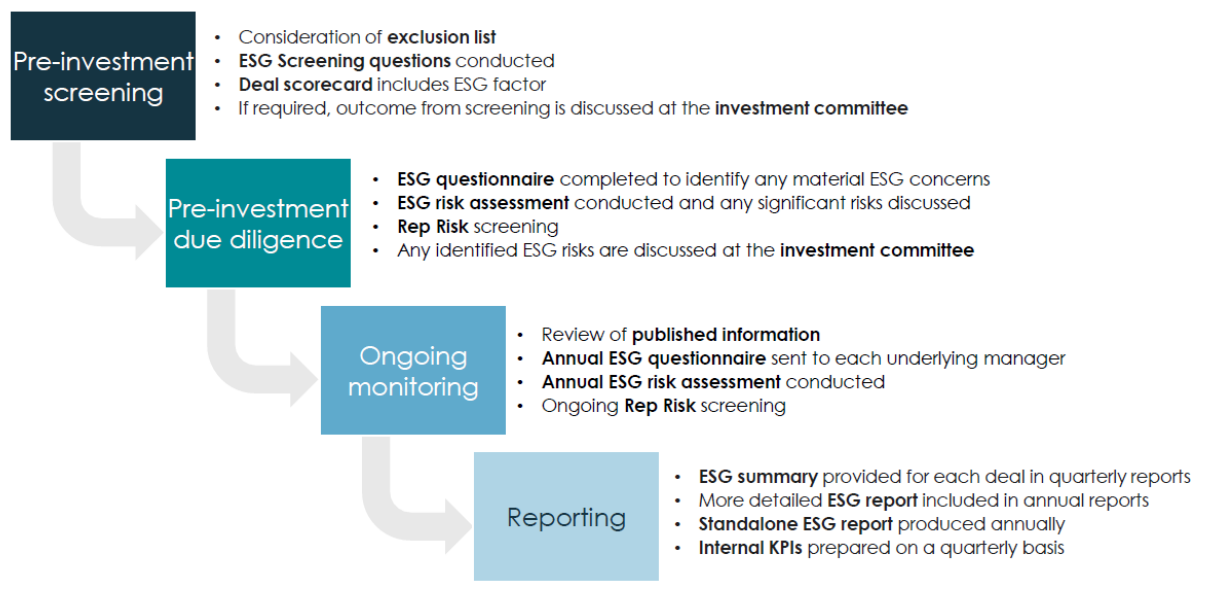 Pre-investment
screening
• Consideration of exclusion list
• ESG Screening questions conducted
• Deal scorecard includes ESG factor
• If required, outcome from screening is discussed at the investment committee
Pre-investment
due diligence
• ESG questionnaire completed to identify any material ESG concerns
• ESG risk assessment conducted and any significant risks discussed
• Rep Risk screening
• Any identified ESG risks are discussed at the investment committee
Ongoing
monitoring
• Review of published information
• Annual ESG questionnaire sent to each underlying manager
• Annual ESG risk assessment conducted
• Ongoing Rep Risk screening
Reporting
• ESG summary provided for each deal in quarterly reports
• More detailed ESG report included in annual reports
• Standalone ESG report produced annually
• Internal KPIs prepared on a quarterly basis